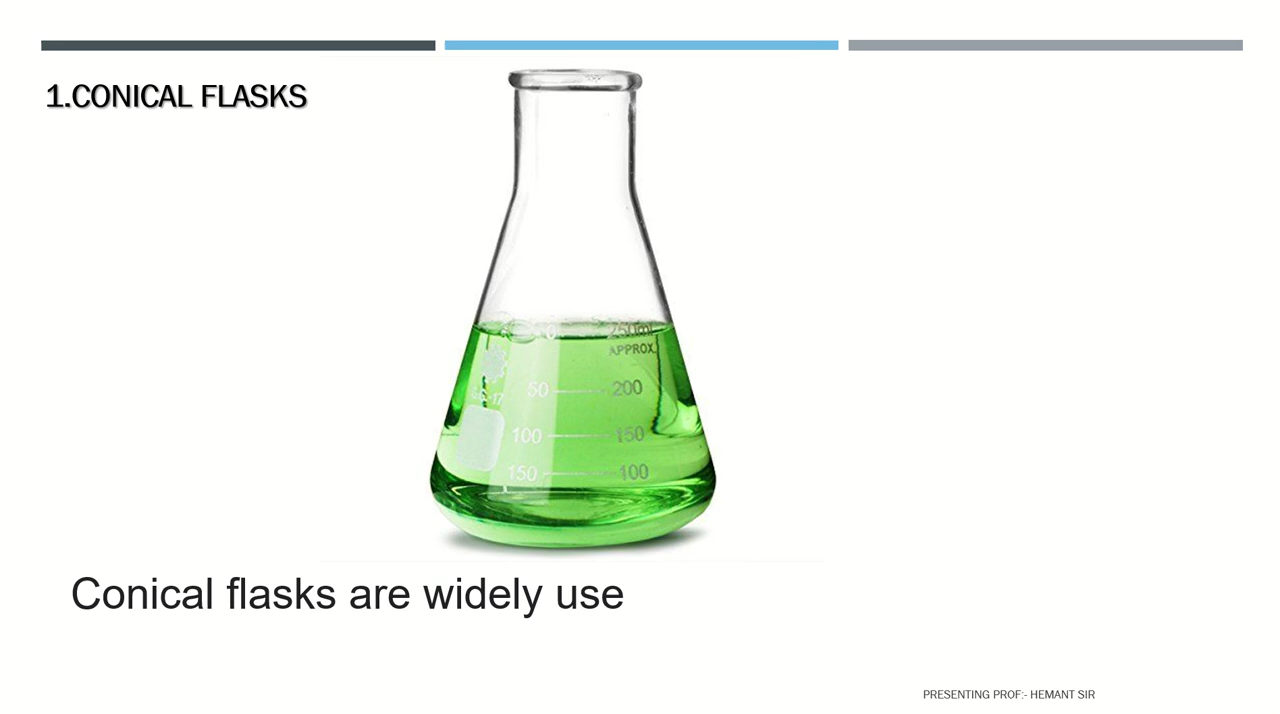 1.CONICAL FLASKS
0 250ml
APPROX.
50 200
100 150
150 100
Conical flasks are widely use
PRESENTING PROF:- HEMANT SIR